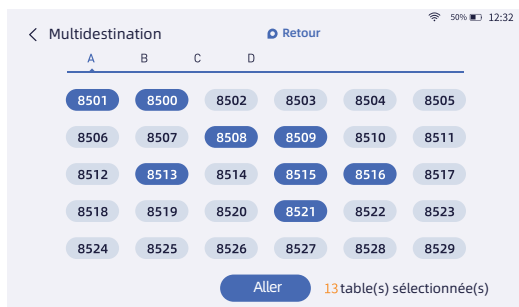 50% 12:32
Multidestination Retour
A B C D
8501 8500 8502 8503 8504 8505
8506 8507 8508 8509 8510 8511
8512 8513 8514 8515 8516 8517
8518 8519 8520 8521 8522 8523
8524 8525 8526 8527 8528 8529
Aller 13 table(s) sélectionnée(s)